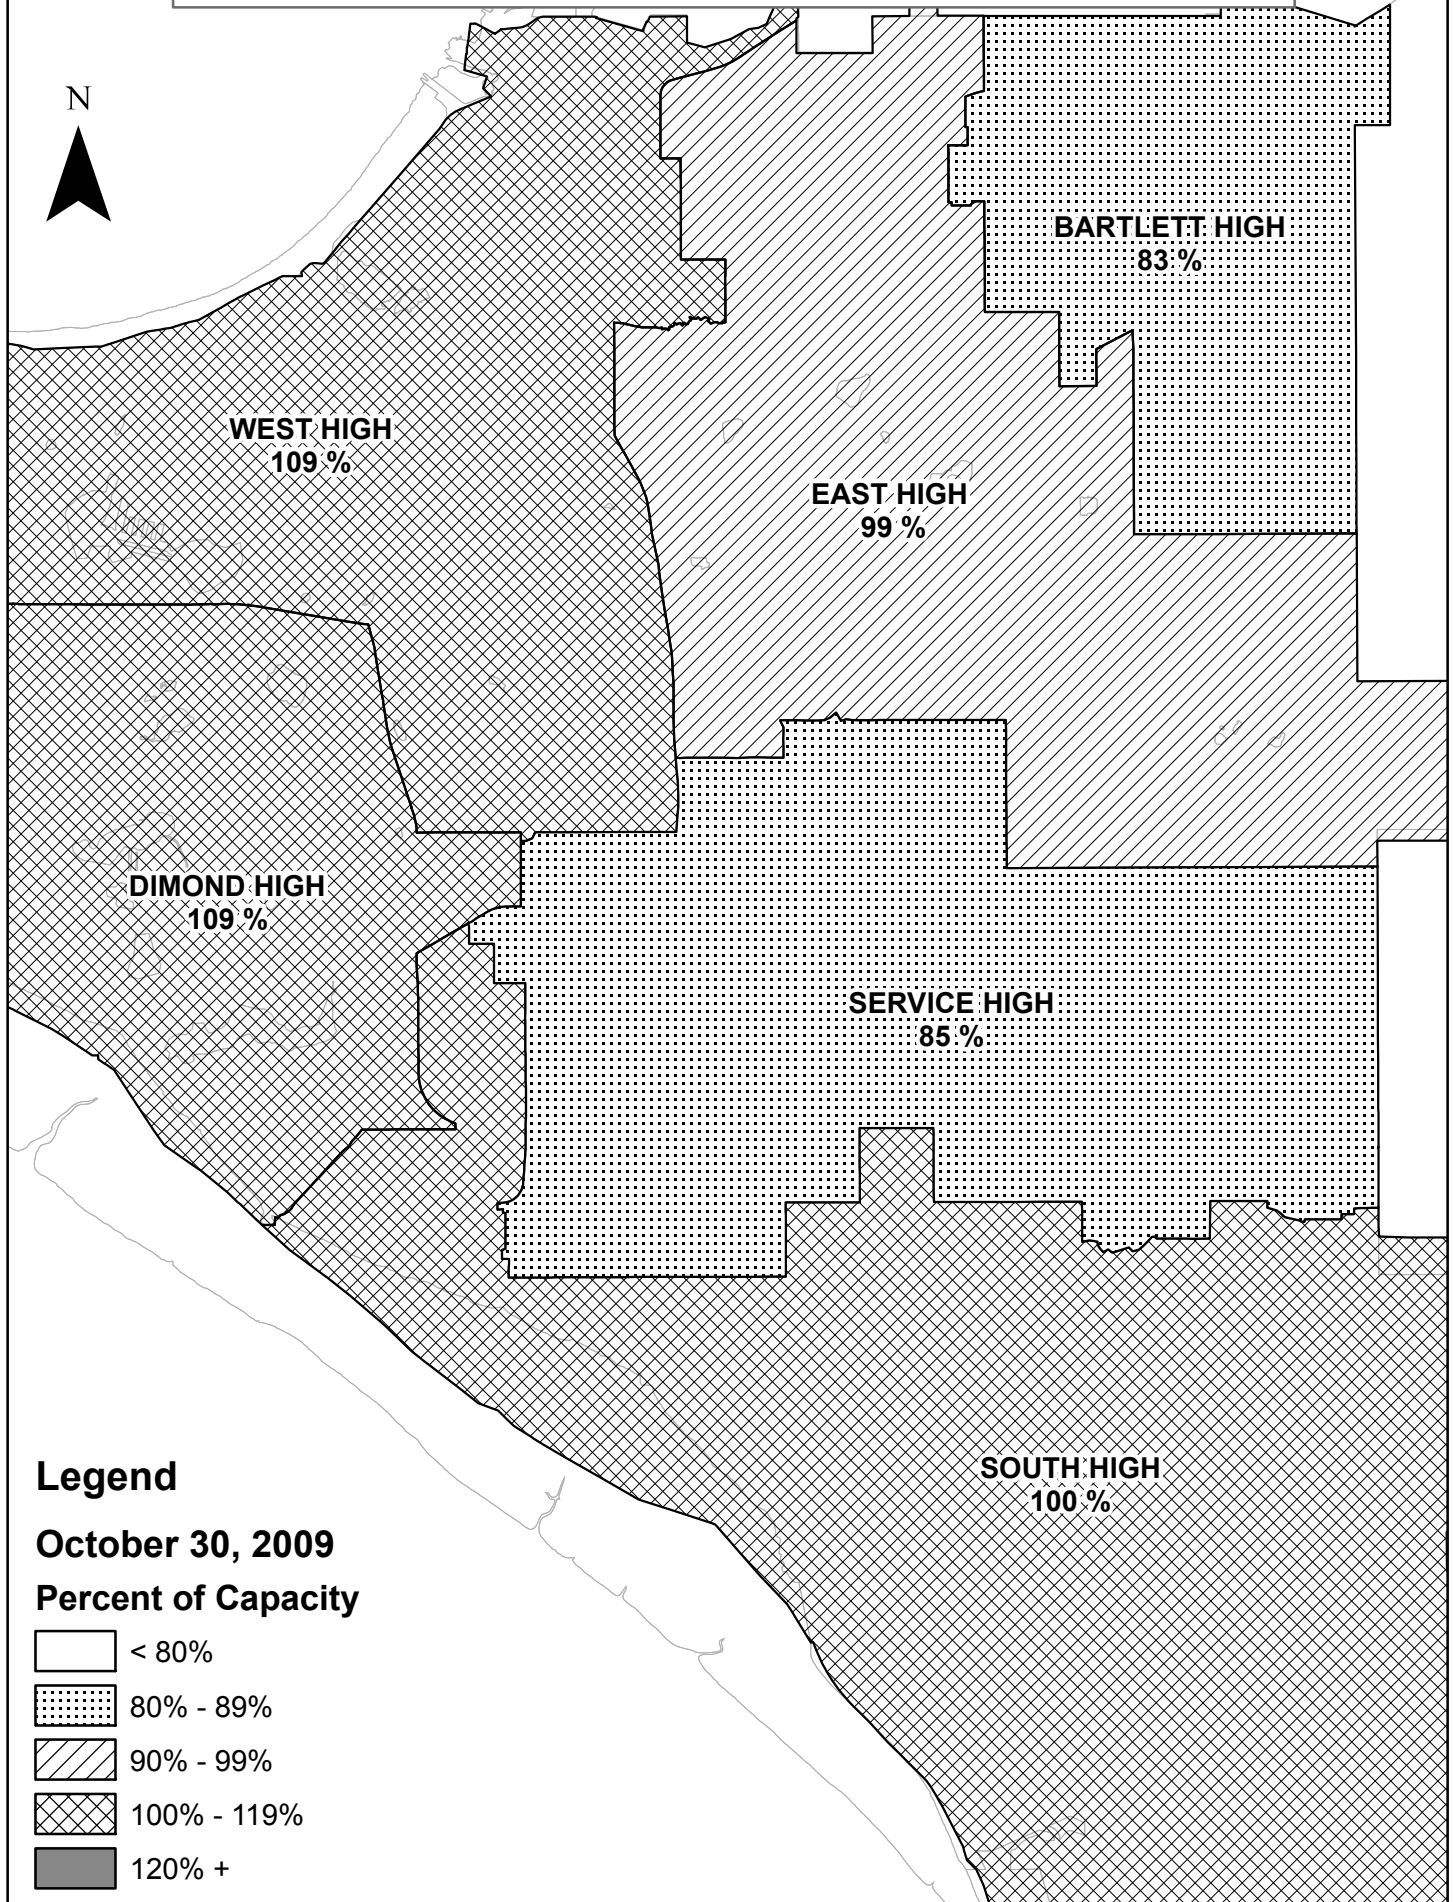 N
BARTLETT HIGH
83 %
WEST HIGH
109 %
EAST HIGH
99 %
DIMOND HIGH
109 %
SERVICE HIGH
85 %
SOUTH HIGH
100 %
Legend
October 30, 2009
Percent of Capacity
< 80%
80% - 89%
90% - 99%
100% - 119%
120% +